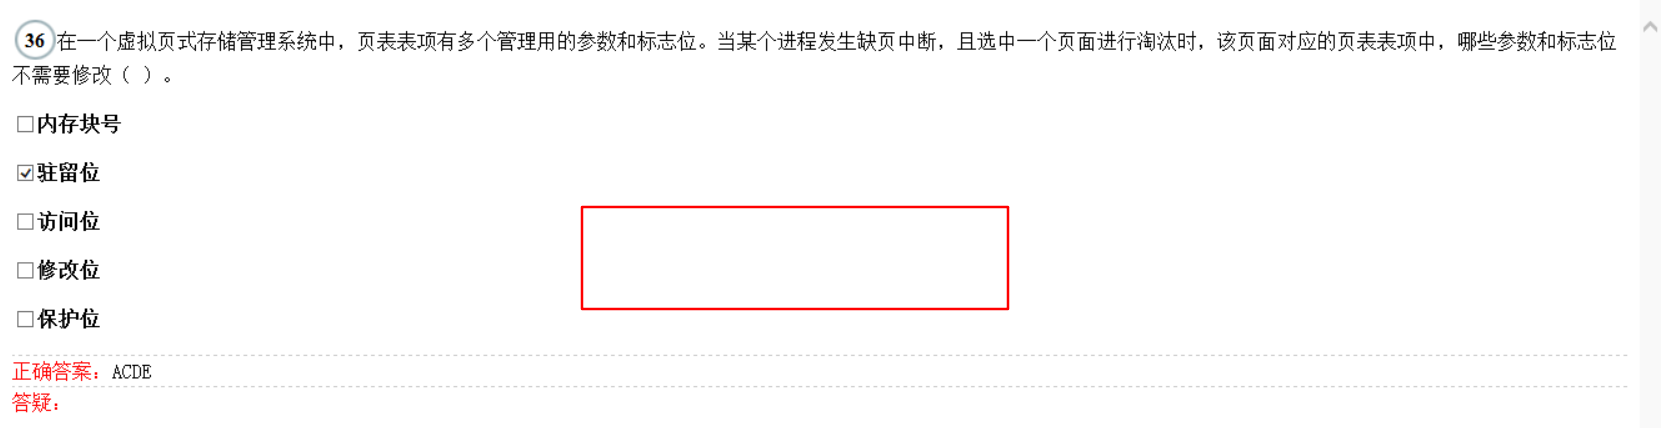 36在一个虚拟页式存储管理系统中，页表表项有多个管理用的参数和标志位。当某个进程发生缺页中断，且选中一个页面进行淘汰时，该页面对应的页表表项中，哪些参数和标志位
不需要修改（ ）。
内存块号
驻留位
访问位
修改位
保护位
正确答案：ACDE
答疑：